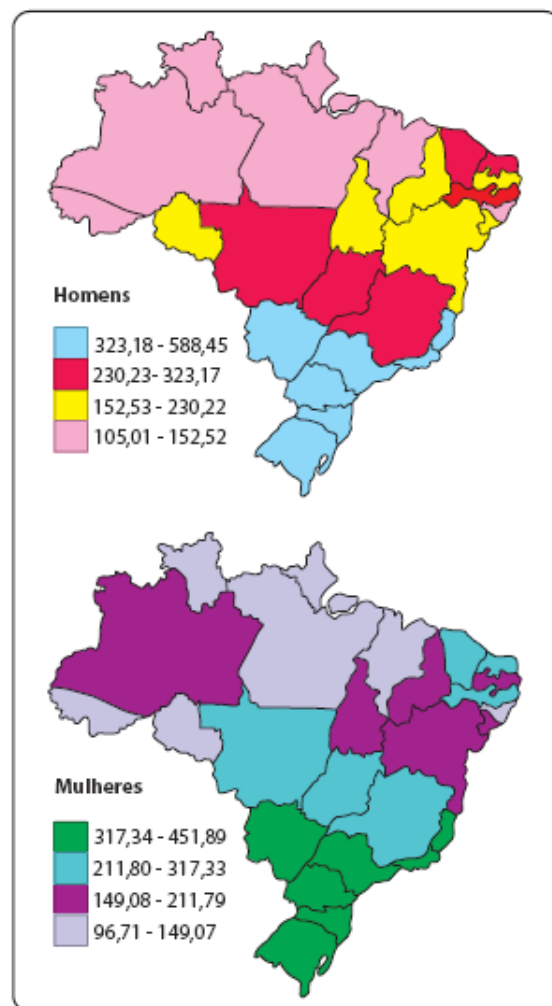 Homens
323,18 - 588,45
230,23- 323,17
152,53 - 230,22
105,01 - 152,52
Mulheres
317,34 - 451,89
211,80 - 317,33
149,08 - 211,79
96,71 - 149,07